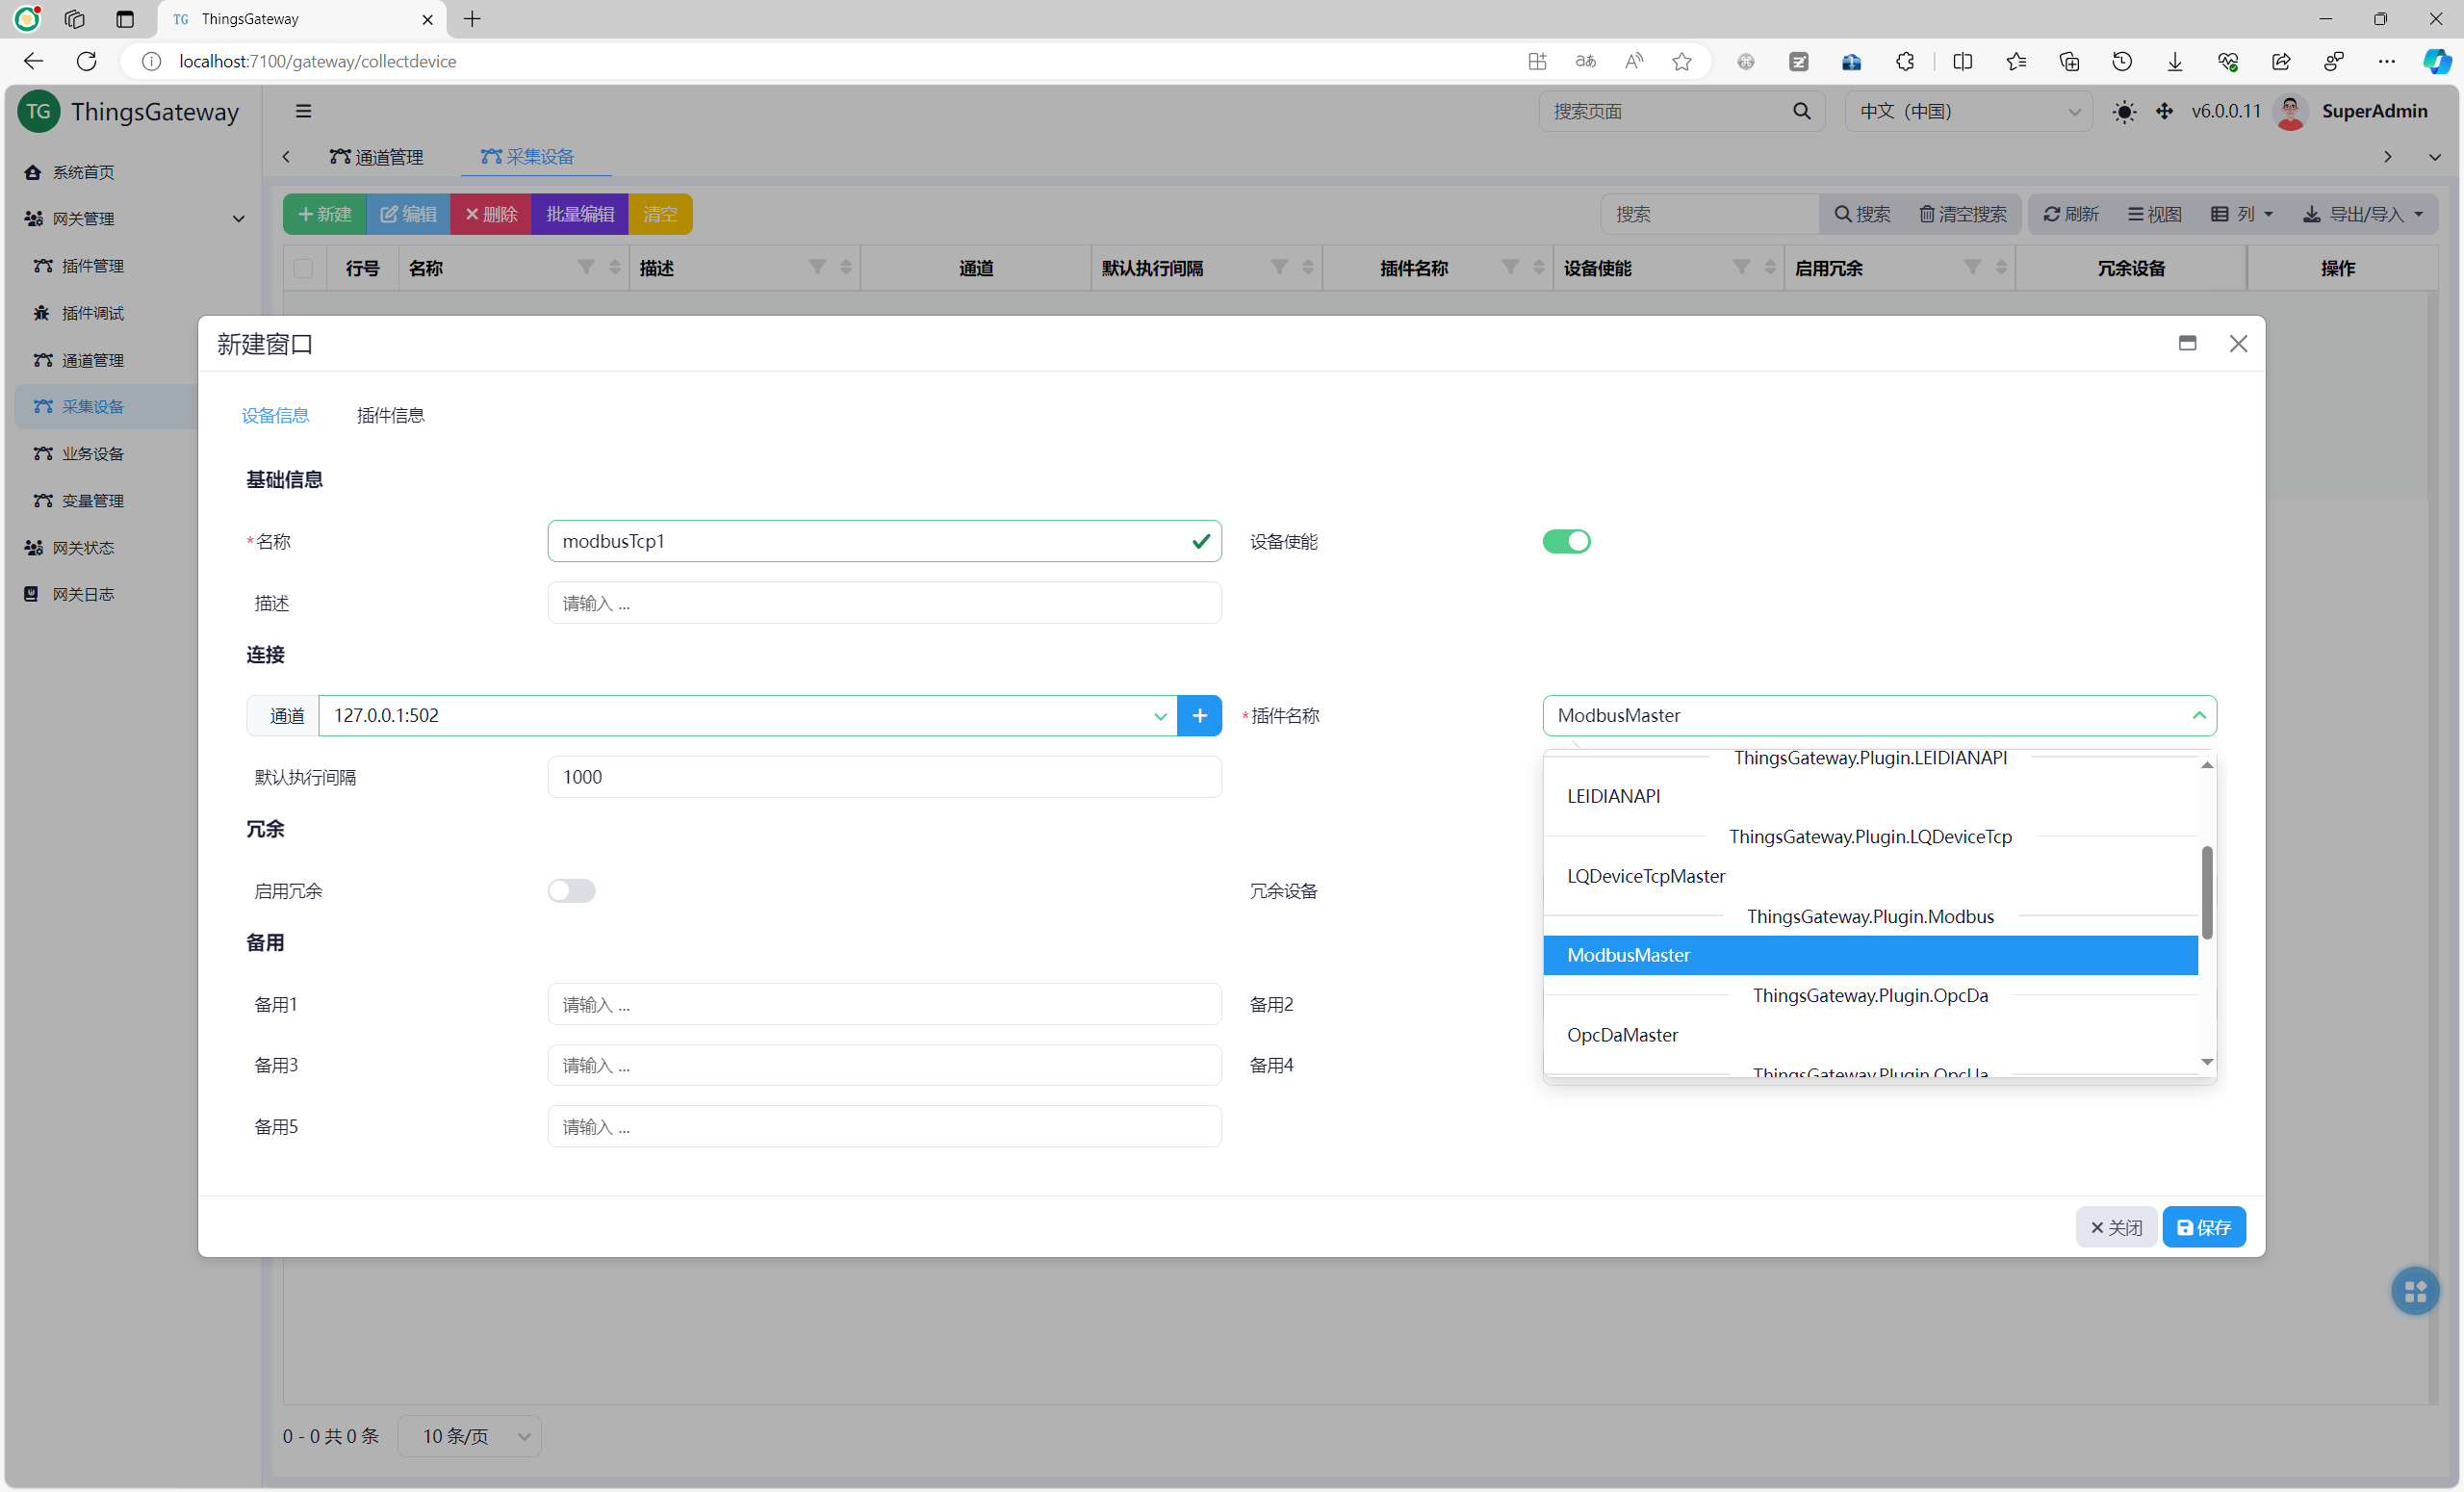 TG ThingsGateway
localhost:7100/gateway/collectdevice
TG ThingsGateway
搜索页面
中文（中国）
v6.0.0.11
SuperAdmin
通道管理
采集设备
系统首页
网关管理
插件管理
插件调试
通道管理
采集设备
业务设备
变量管理
网关状态
网关日志
新建
编辑
删除
批量编辑
清空
搜索
搜索
清空搜索
刷新
视图
列
导出/导入
行号
名称
描述
通道
默认执行间隔
插件名称
设备使能
启用冗余
冗余设备
操作
新建窗口
设备信息
插件信息
基础信息
*名称
modbusTcp1
设备使能
描述
请输入 ...
连接
通道
127.0.0.1:502
*插件名称
ModbusMaster
默认执行间隔
1000
ThingsGateway.Plugin.LEIDIANAPI
LEIDIANAPI
ThingsGateway.Plugin.LQDeviceTcp
LQDeviceTcpMaster
ThingsGateway.Plugin.Modbus
ModbusMaster
ThingsGateway.Plugin.OpcDa
OpcDaMaster
ThingsGateway.Plugin.OpcUa
冗余
启用冗余
冗余设备
备用
备用1
请输入 ...
备用2
备用3
请输入 ...
备用4
备用5
请输入 ...
关闭
保存
0 - 0 共 0 条
10 条/页